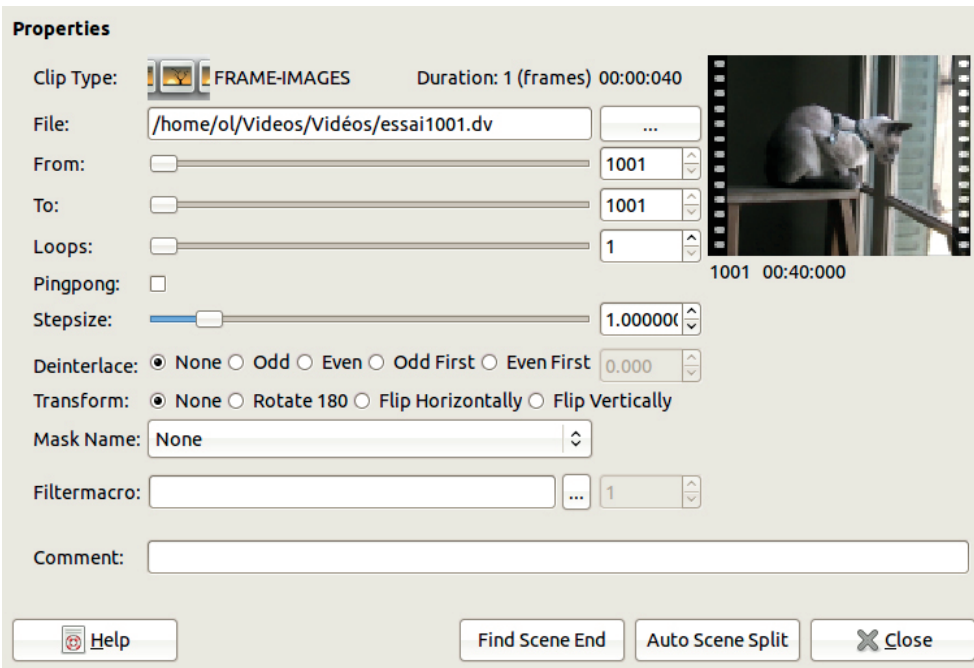 Properties
Clip Type: FRAME-IMAGES Duration: 1 (frames) 00:00:040
File: /home/ol/Videos/Vidéos/essai1001.dv ...
From: 1001
To: 1001
Loops: 1
1001 00:40:000
Pingpong:
Stepsize: 1.000000
Deinterlace: None Odd Even Odd First Even First 0.000
Transform: None Rotate 180 Flip Horizontally Flip Vertically
Mask Name: None
Filtermacro: ... 1
Comment:
Help Find Scene End Auto Scene Split Close